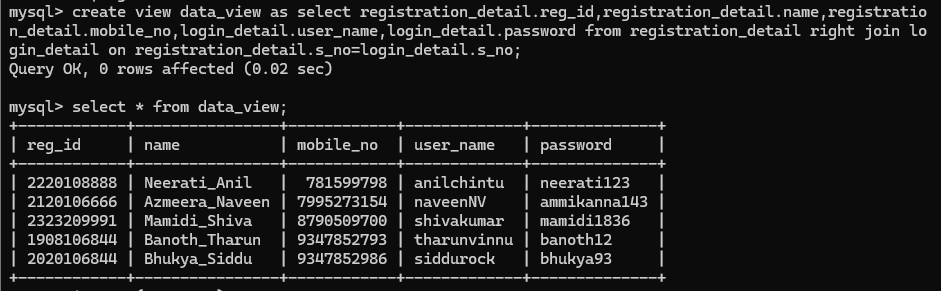 mysql> create view data_view as select registration_detail.reg_id,registration_detail.name,registratio
n_detail.mobile_no,login_detail.user_name,login_detail.password from registration_detail right join lo
gin_detail on registration_detail.s_no=login_detail.s_no;
Query OK, 0 rows affected (0.02 sec)
mysql> select * from data_view;
+------------+---------------+------------+-------------+--------------+
| reg_id     | name          | mobile_no  | user_name   | password     |
+------------+---------------+------------+-------------+--------------+
| 2220108888 | Neerati_Anil  |  781599798 | anilchintu  | neerati123   |
| 2120106666 | Azmeera_Naveen | 7995273154 | naveenNV    | ammikanna143 |
| 2323209991 | Mamidi_Shiva  | 8790509700 | shivakumar  | mamidi1836   |
| 1908106844 | Banoth_Tharun | 9347852793 | tharunvinnu | banoth12     |
| 2020106844 | Bhukya_Siddu  | 9347852986 | siddurock   | bhukya93     |
+------------+---------------+------------+-------------+--------------+